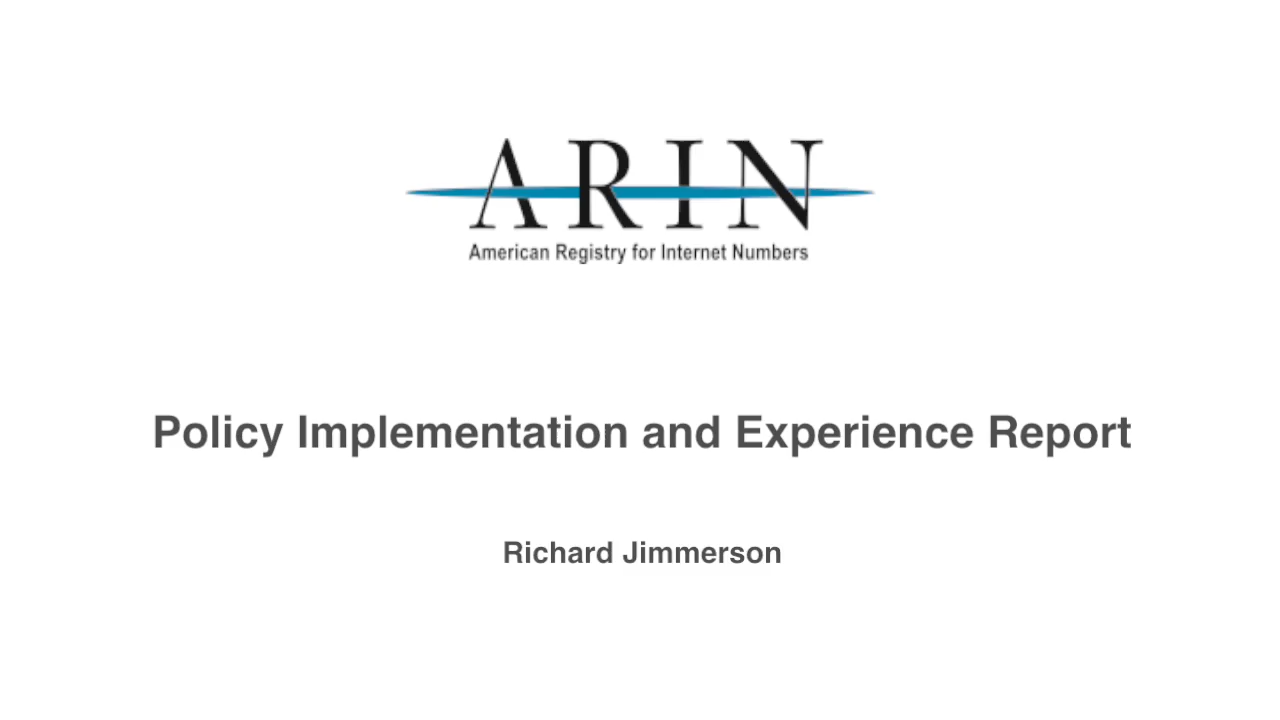 ARIN
American Registry for Internet Numbers
Policy Implementation and Experience Report
Richard Jimmerson